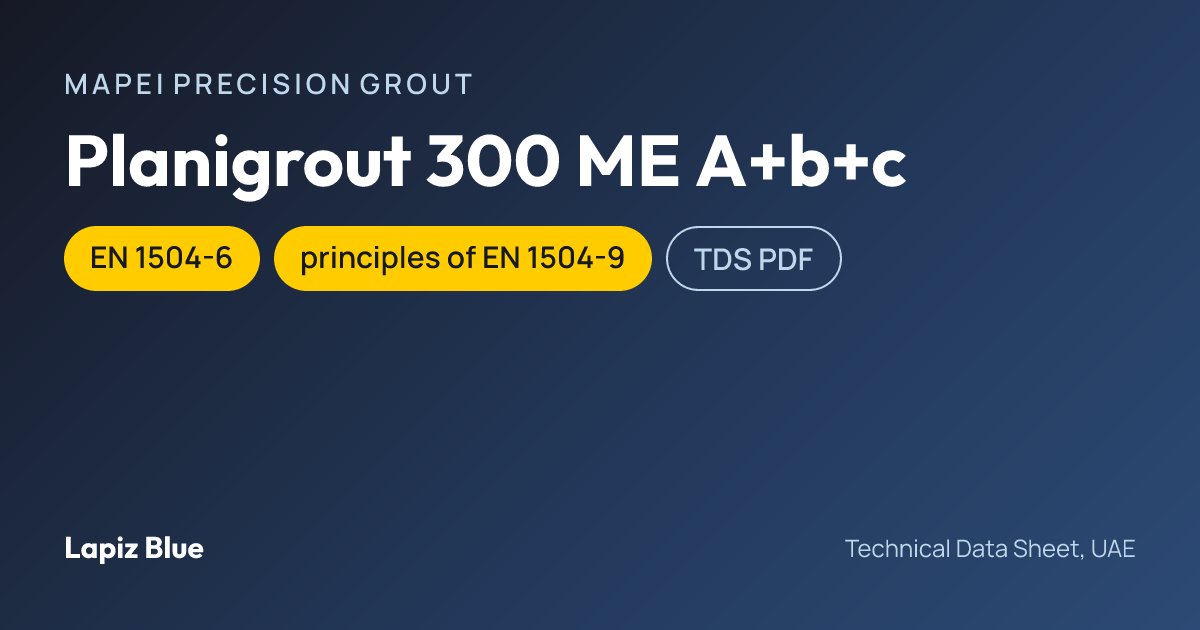 MAPEI PRECISION GROUT
Planigrout 300 ME A+b+c
EN 1504-6 principles of EN 1504-9 TDS PDF
Lapiz Blue
Technical Data Sheet, UAE